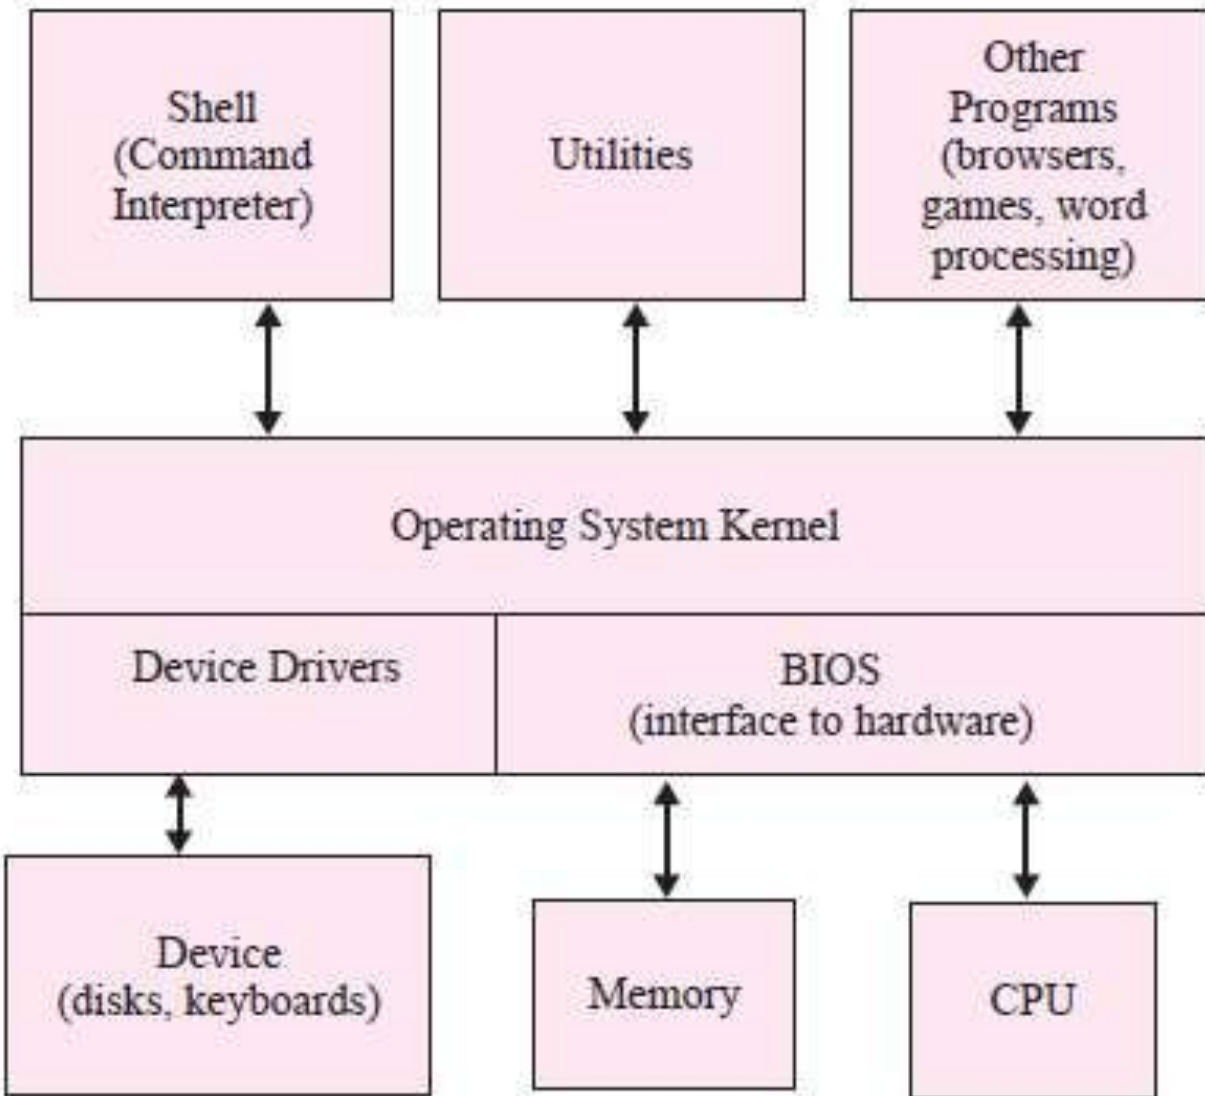 Shell
(Command
Interpreter)
Utilities
Other
Programs
(browsers,
games, word
processing)
Operating System Kernel
Device Drivers
BIOS
(interface to hardware)
Device
(disks, keyboards)
Memory
CPU